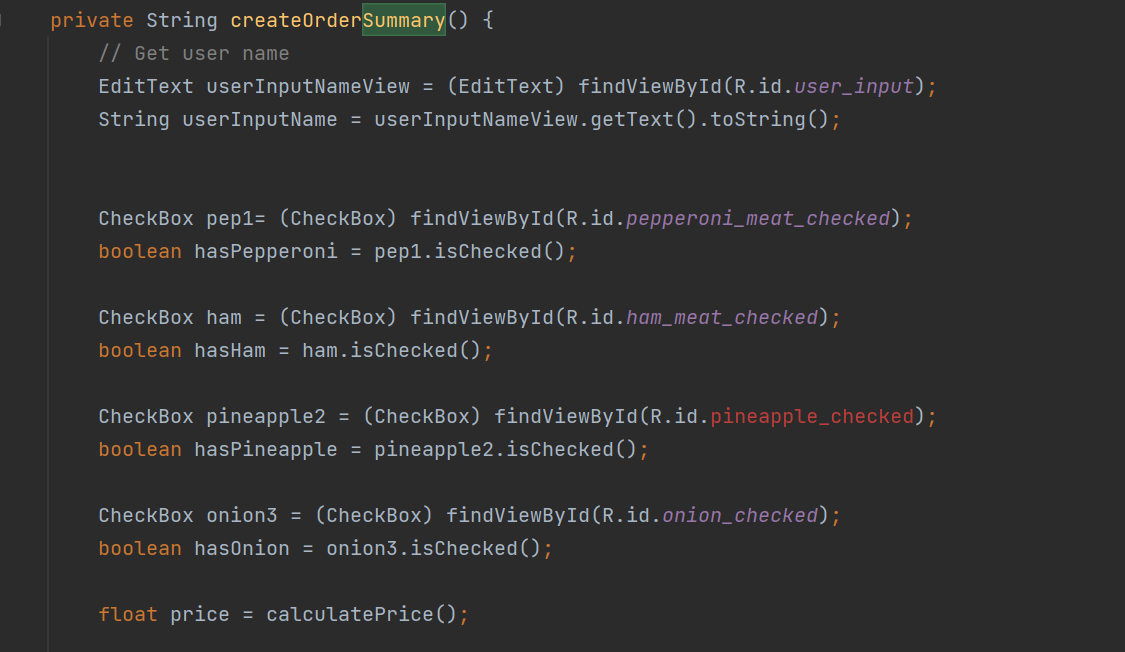 private String createOrderSummary() {
// Get user name
EditText userInputNameView = (EditText) findViewById(R.id.user_input);
String userInputName = userInputNameView.getText().toString();
CheckBox pep1= (CheckBox) findViewById(R.id.pepperoni_meat_checked);
boolean hasPepperoni = pep1.isChecked();
CheckBox ham = (CheckBox) findViewById(R.id.ham_meat_checked);
boolean hasHam = ham.isChecked();
CheckBox pineapple2 = (CheckBox) findViewById(R.id.pineapple_checked);
boolean hasPineapple = pineapple2.isChecked();
CheckBox onion3 = (CheckBox) findViewById(R.id.onion_checked);
boolean hasOnion = onion3.isChecked();
float price = calculatePrice();